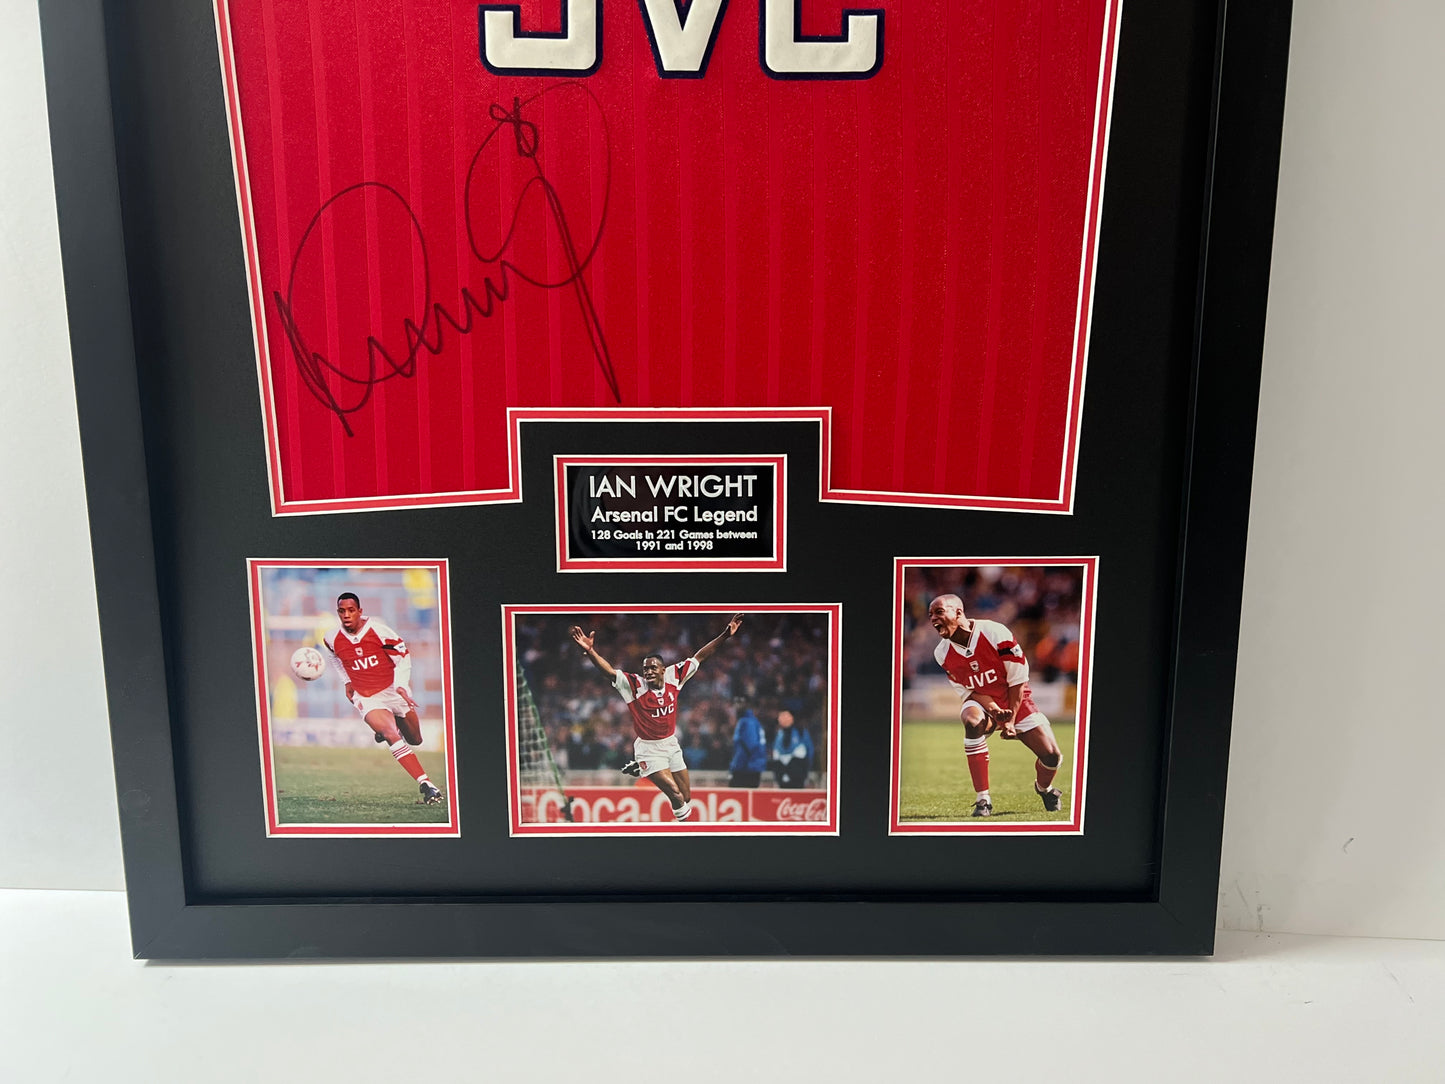 JVC
8
IAN WRIGHT
Arsenal FC Legend
128 Goals in 221 Games between
1991 and 1998
JVC
JVC
Coca-Cola
Coca-Cola
JVC